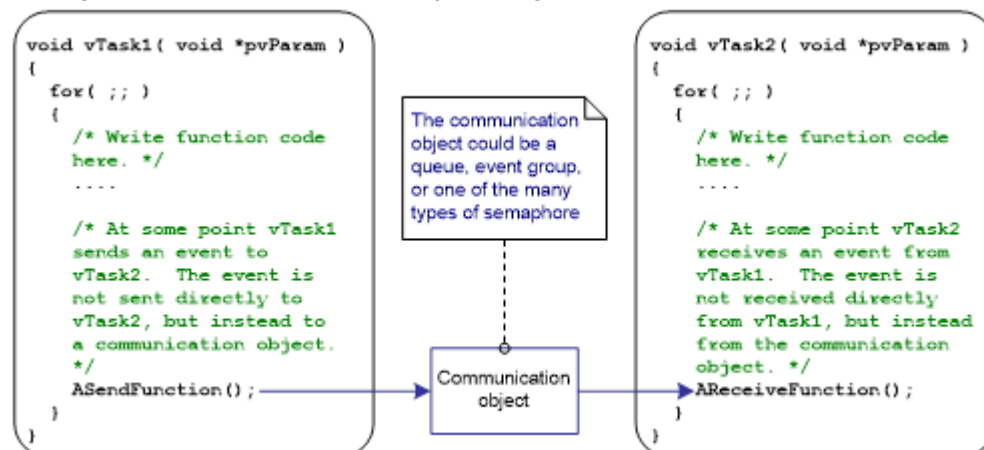 void vTask1( void *pvParam )
{
for( ;; )
{
/* Write function code
here. */
....
/* At some point vTask1
sends an event to
vTask2. The event is
not sent directly to
vTask2, but instead to
a communication object.
*/
ASendFunction();
}
}
The communication
object could be a
queue, event group,
or one of the many
types of semaphore
Communication
object
void vTask2( void *pvParam )
{
for( ;; )
{
/* Write function code
here. */
....
/* At some point vTask2
receives an event from
vTask1. The event is
not received directly
from vTask1, but instead
from the communication
object. */
AReceiveFunction();
}
}